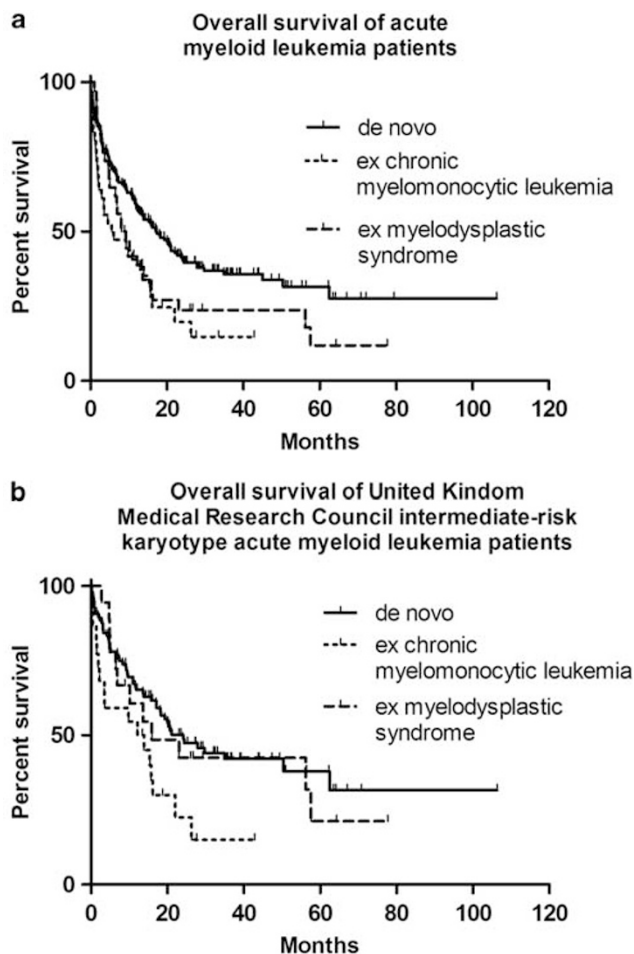 a
Overall survival of acute
myeloid leukemia patients
100
50
0
Percent survival
de novo
ex chronic
myelomonocytic leukemia
ex myelodysplastic
syndrome
0 20 40 60 80 100 120
Months
b
Overall survival of United Kindom
Medical Research Council intermediate-risk
karyotype acute myeloid leukemia patients
100
50
0
Percent survival
de novo
ex chronic
myelomonocytic leukemia
ex myelodysplastic
syndrome
0 20 40 60 80 100 120
Months